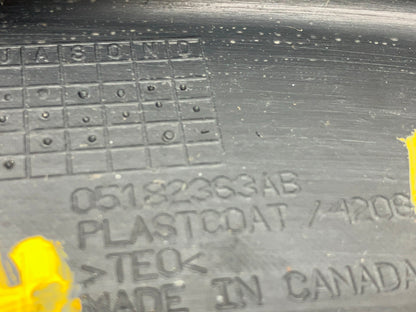 J A S O N D
05182363AB
PLASTCOAT /4208
>TEO<
MADE IN CANADA